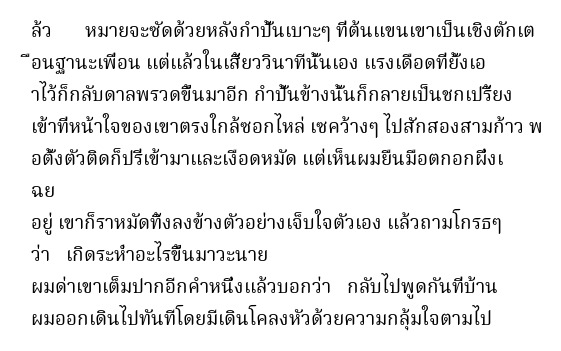 ล้ว      หมายจะซัดด้วยหลังกำปั้นเบาะๆ ที่ต้นแขนเขาเป็นเชิงตักเต
ือนฐานะเพื่อน แต่แล้วในเสี้ยววินาทีนั้นเอง แรงเดือดที่ยั้งเอ
าไว้ก็กลับดาลพรวดขึ้นมาอีก กำปั้นข้างนั้นก็กลายเป็นชกเปรี้ยง
เข้าที่หน้าใจของเขาตรงใกล้ซอกไหล่ เซคว้างๆ ไปสักสองสามก้าว พ
อตั้งตัวติดก็ปรี่เข้ามาและเงือดหมัด แต่เห็นผมยืนมือตกอกผึ่งเ
ฉย
อยู่ เขาก็ราหมัดทิ้งลงข้างตัวอย่างเจ็บใจตัวเอง แล้วถามโกรธๆ
ว่า   เกิดระห่ำอะไรขึ้นมาวะนาย
ผมด่าเขาเต็มปากอีกคำหนึ่งแล้วบอกว่า   กลับไปพูดกันที่บ้าน
ผมออกเดินไปทันทีโดยมีเดินโคลงหัวด้วยความกลุ้มใจตามไป